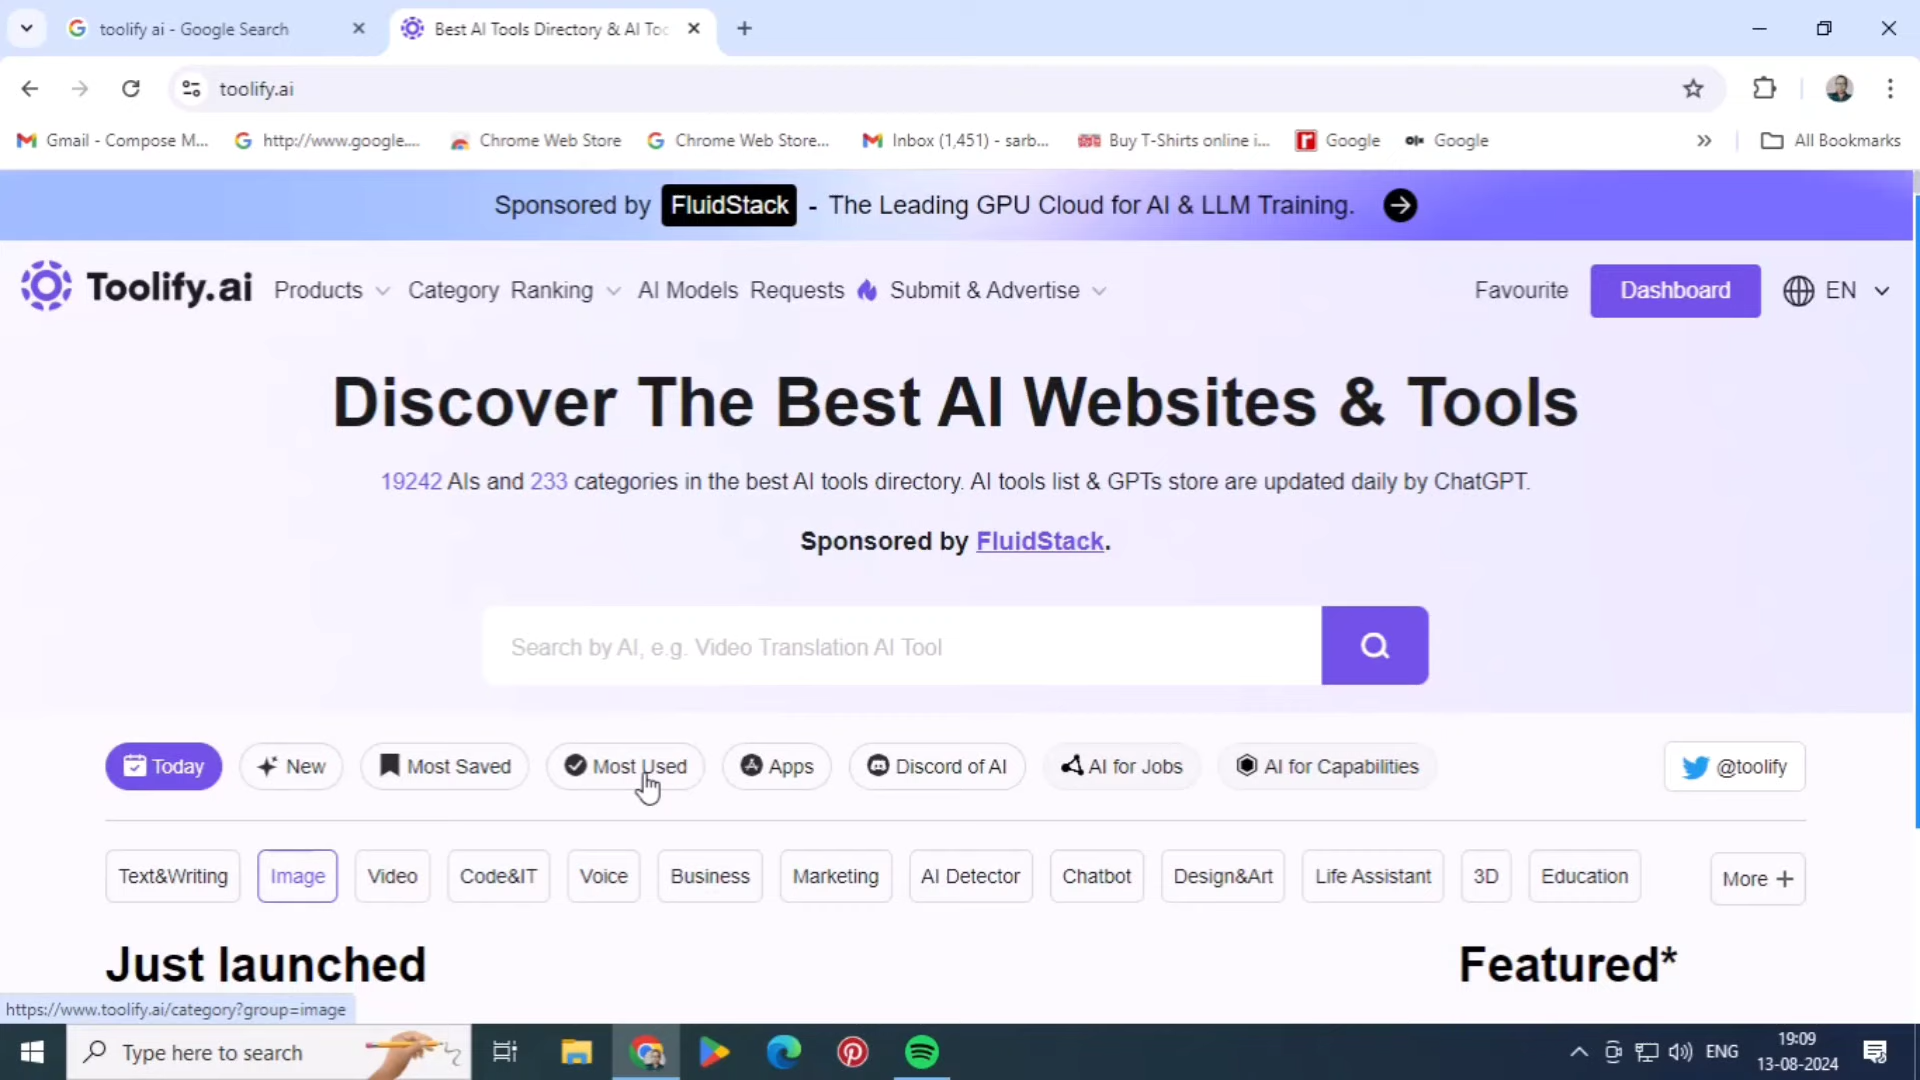 toolify ai - Google Search
Best AI Tools Directory & AI Toc
toolify.ai
Gmail - Compose M...
http://www.google....
Chrome Web Store
Chrome Web Store...
Inbox (1,451) - sarb...
Buy T-Shirts online i...
Google
olx Google
All Bookmarks
Sponsored by FluidStack - The Leading GPU Cloud for AI & LLM Training.
Toolify.ai
Products
Category
Ranking
AI Models
Requests
Submit & Advertise
Favourite
Dashboard
EN
Discover The Best AI Websites & Tools
19242 AIs and 233 categories in the best AI tools directory. AI tools list & GPTs store are updated daily by ChatGPT.
Sponsored by FluidStack.
Search by AI, e.g. Video Translation AI Tool
Today
New
Most Saved
Most Used
Apps
Discord of AI
AI for Jobs
AI for Capabilities
@toolify
Text&Writing
Image
Video
Code&IT
Voice
Business
Marketing
AI Detector
Chatbot
Design&Art
Life Assistant
3D
Education
More +
Just launched
Featured*
https://www.toolify.ai/category?group=image
Type here to search
ENG
19:09
13-08-2024